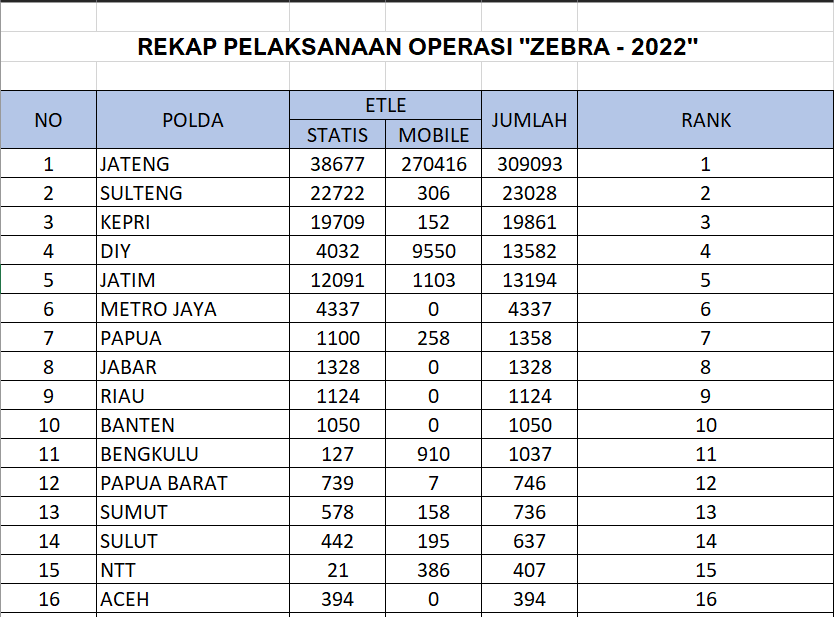 REKAP PELAKSANAAN OPERASI "ZEBRA - 2022"
NO POLDA ETLE JUMLAH RANK
STATIS MOBILE
1 JATENG 38677 270416 309093 1
2 SULTENG 22722 306 23028 2
3 KEPRI 19709 152 19861 3
4 DIY 4032 9550 13582 4
5 JATIM 12091 1103 13194 5
6 METRO JAYA 4337 0 4337 6
7 PAPUA 1100 258 1358 7
8 JABAR 1328 0 1328 8
9 RIAU 1124 0 1124 9
10 BANTEN 1050 0 1050 10
11 BENGKULU 127 910 1037 11
12 PAPUA BARAT 739 7 746 12
13 SUMUT 578 158 736 13
14 SULUT 442 195 637 14
15 NTT 21 386 407 15
16 ACEH 394 0 394 16